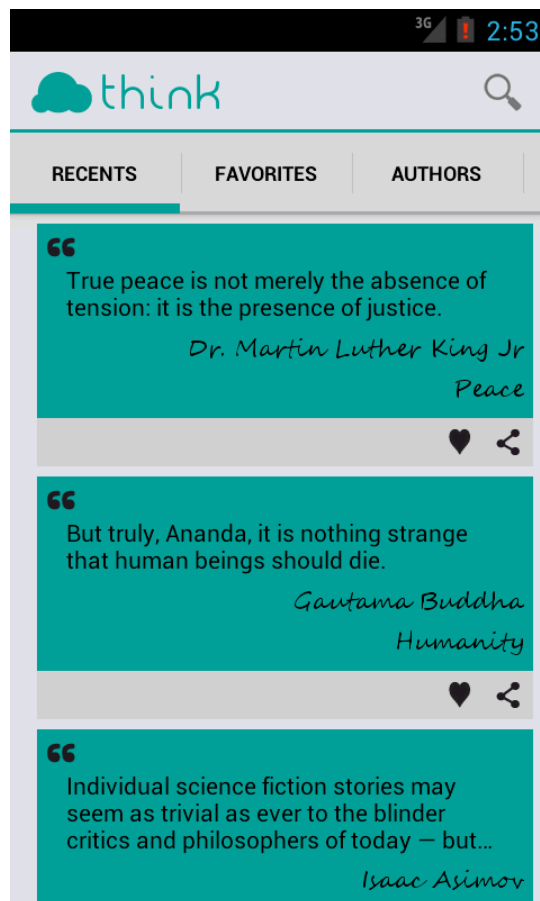 3G 2:53
think
RECENTS FAVORITES AUTHORS
❝
True peace is not merely the absence of
tension: it is the presence of justice.
Dr. Martin Luther King Jr
Peace
❝
But truly, Ananda, it is nothing strange
that human beings should die.
Gautama Buddha
Humanity
❝
Individual science fiction stories may
seem as trivial as ever to the blinder
critics and philosophers of today — but...
Isaac Asimov